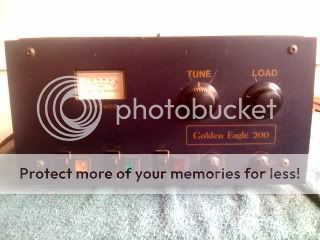 TUNE LOAD
photobucket
Golden Eagle 200
Protect more of your memories for less!